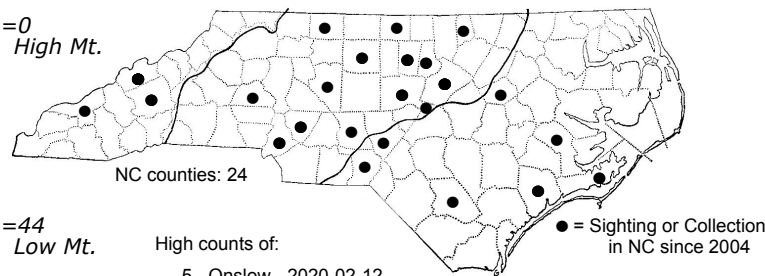 =0
High Mt.
NC counties: 24
=44
Low Mt.
High counts of:
5 - Onslow - 2020-02-12
● = Sighting or Collection
in NC since 2004